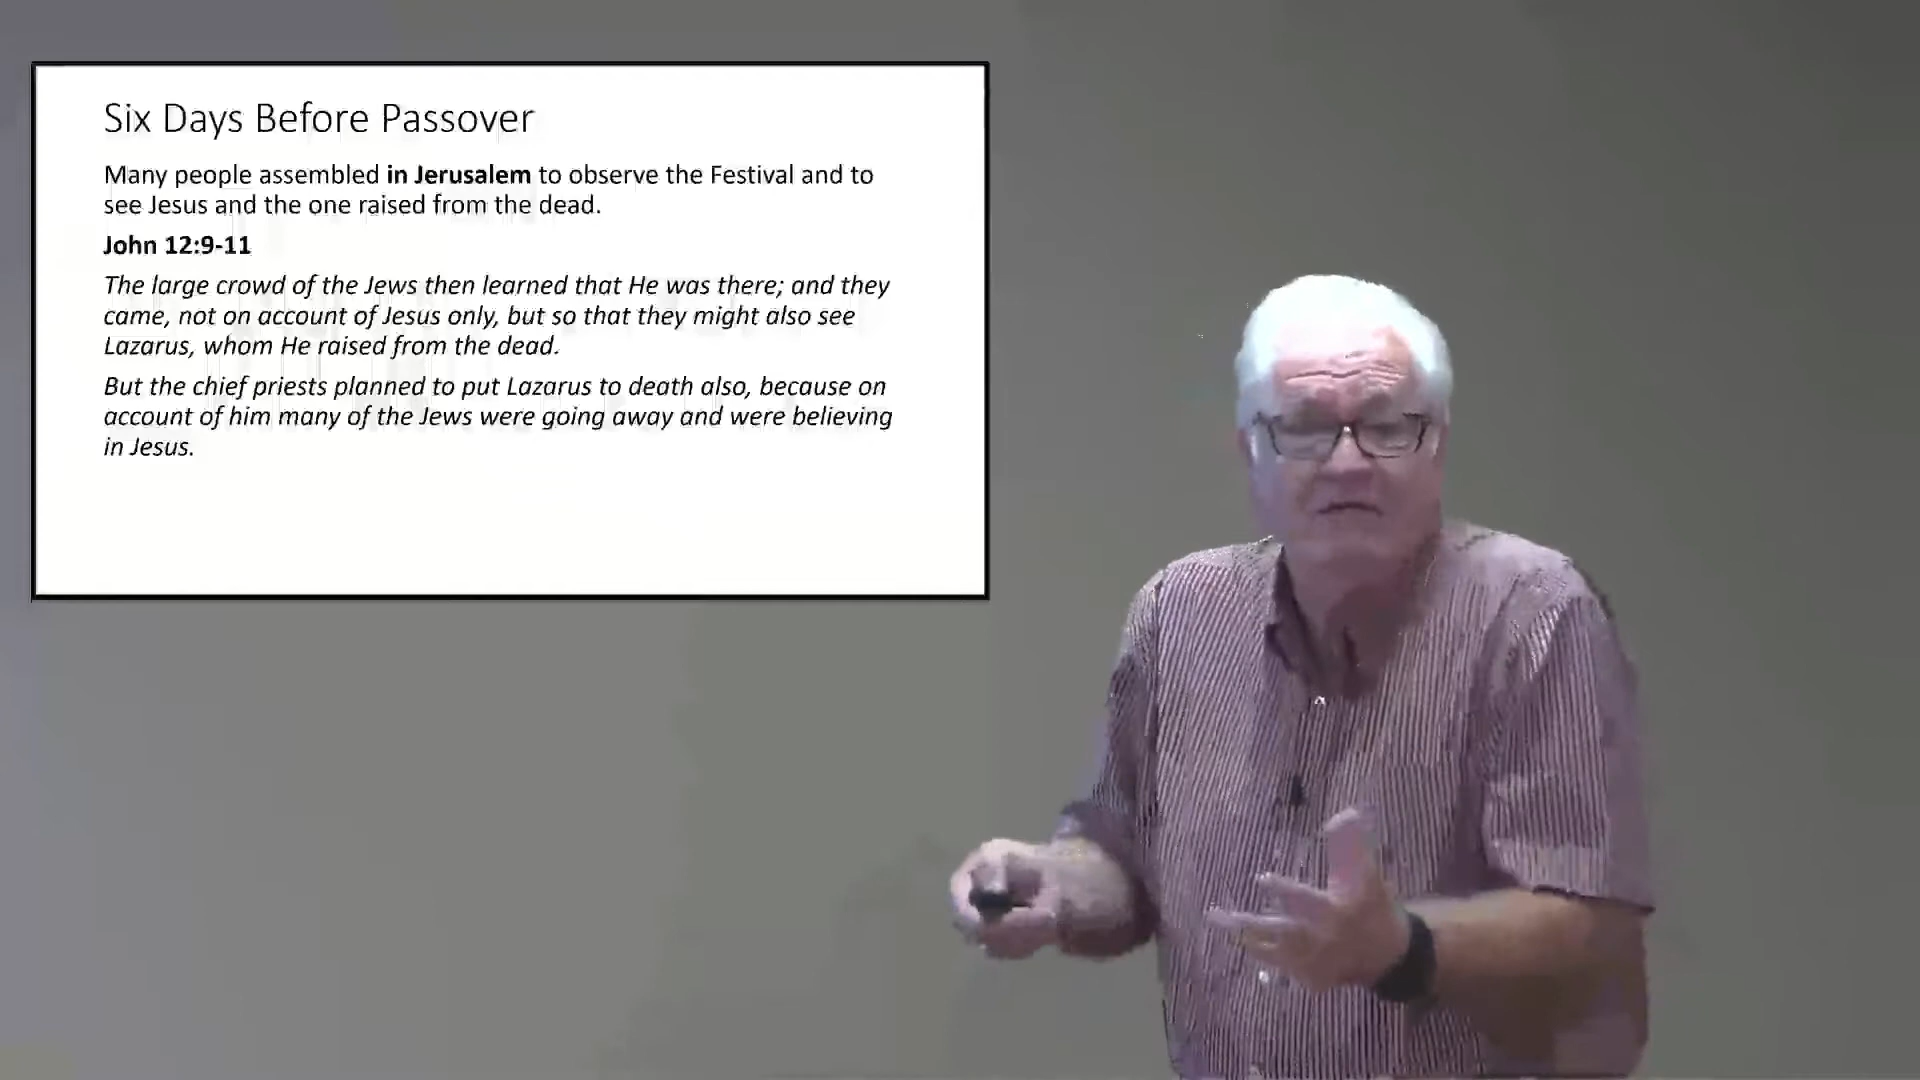 Six Days Before Passover
Many people assembled in Jerusalem to observe the Festival and to
see Jesus and the one raised from the dead.
John 12:9-11
The large crowd of the Jews then learned that He was there; and they
came, not on account of Jesus only, but so that they might also see
Lazarus, whom He raised from the dead.
But the chief priests planned to put Lazarus to death also, because on
account of him many of the Jews were going away and were believing
in Jesus.